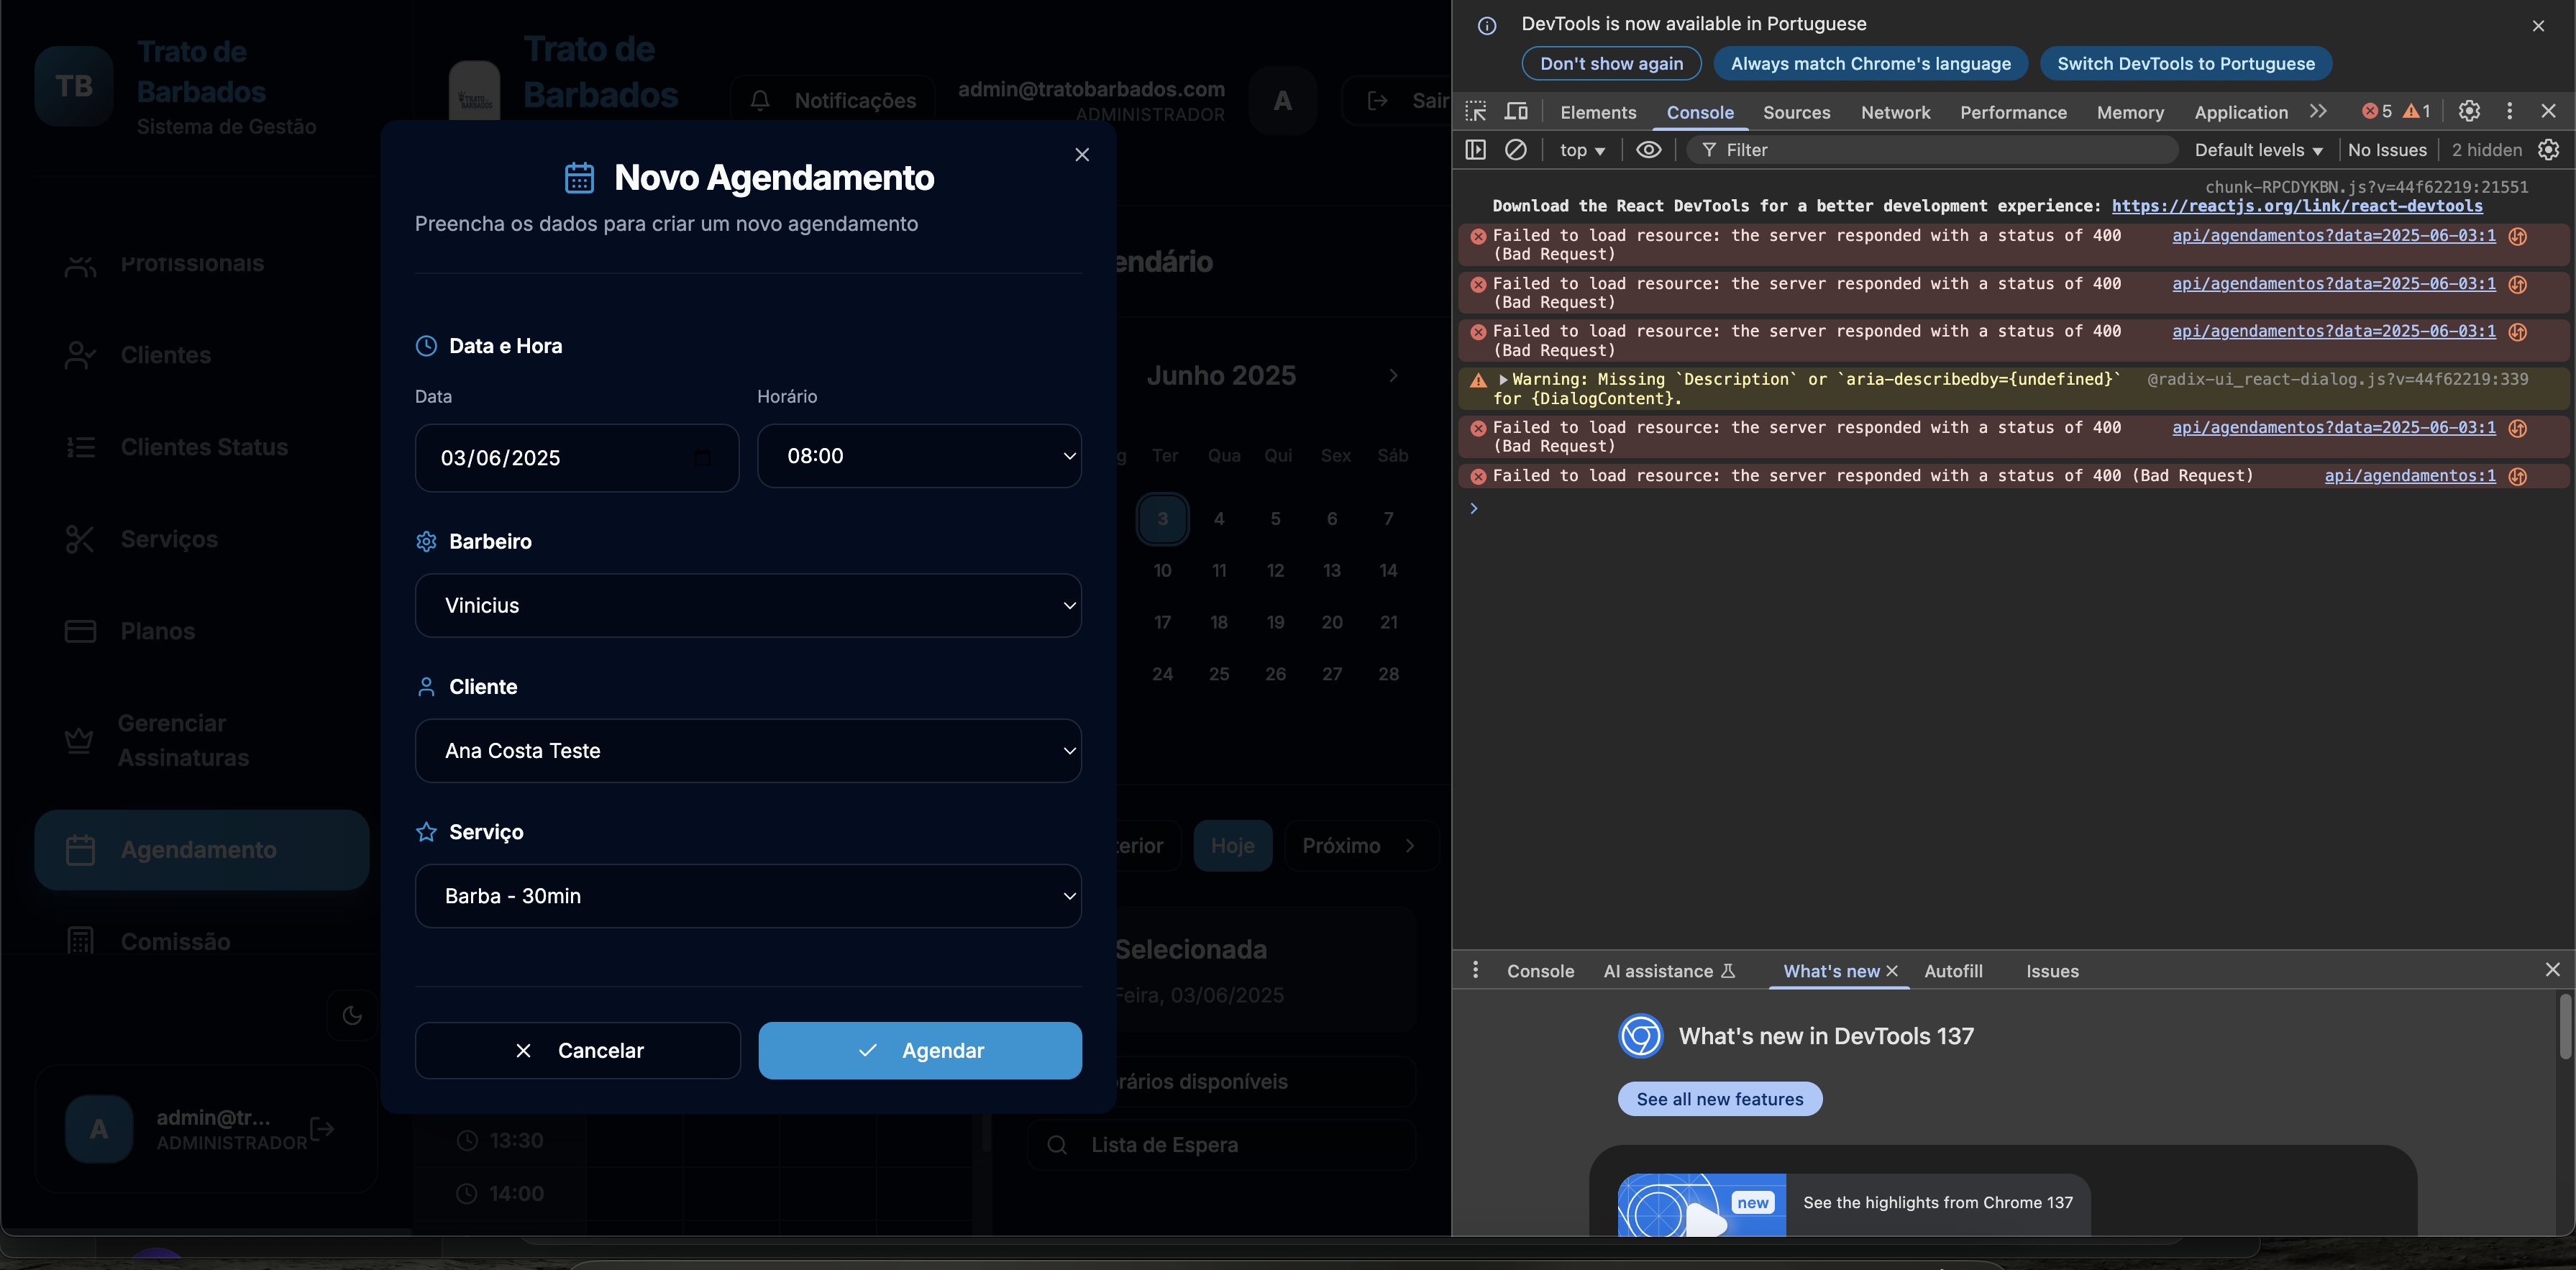 TB
Trato de
Barbados
Sistema de Gestão
Profissionais
Clientes
Clientes Status
Serviços
Planos
Gerenciar
Assinaturas
Agendamento
Comissão
A
admin@tr...
ADMINISTRADOR
TRATO
BARBADOS
Trato de
Barbados
Notificações
admin@tratobarbados.com
ADMINISTRADOR
A
Sair
Novo Agendamento
Preencha os dados para criar um novo agendamento
Data e Hora
Data
Horário
03/06/2025
08:00
Barbeiro
Vinicius
Cliente
Ana Costa Teste
Serviço
Barba - 30min
Cancelar
Agendar
endário
Junho 2025
g Ter Qua Qui Sex Sáb
3 4 5 6 7
10 11 12 13 14
17 18 19 20 21
24 25 26 27 28
terior
Hoje
Próximo
Selecionada
Feira, 03/06/2025
rários disponíveis
Lista de Espera
13:30
14:00
DevTools is now available in Portuguese
Don't show again
Always match Chrome's language
Switch DevTools to Portuguese
Elements Console Sources Network Performance Memory Application 5 1
top Filter Default levels No Issues 2 hidden
chunk-RPCDYKBN.js?v=44f62219:21551
Download the React DevTools for a better development experience: https://reactjs.org/link/react-devtools
Failed to load resource: the server responded with a status of 400 api/agendamentos?data=2025-06-03:1
(Bad Request)
Failed to load resource: the server responded with a status of 400 api/agendamentos?data=2025-06-03:1
(Bad Request)
Failed to load resource: the server responded with a status of 400 api/agendamentos?data=2025-06-03:1
(Bad Request)
Warning: Missing `Description` or `aria-describedby={undefined}` @radix-ui_react-dialog.js?v=44f62219:339
for {DialogContent}.
Failed to load resource: the server responded with a status of 400 api/agendamentos?data=2025-06-03:1
(Bad Request)
Failed to load resource: the server responded with a status of 400 (Bad Request) api/agendamentos:1
Console AI assistance What's new Autofill Issues
What's new in DevTools 137
See all new features
new
See the highlights from Chrome 137